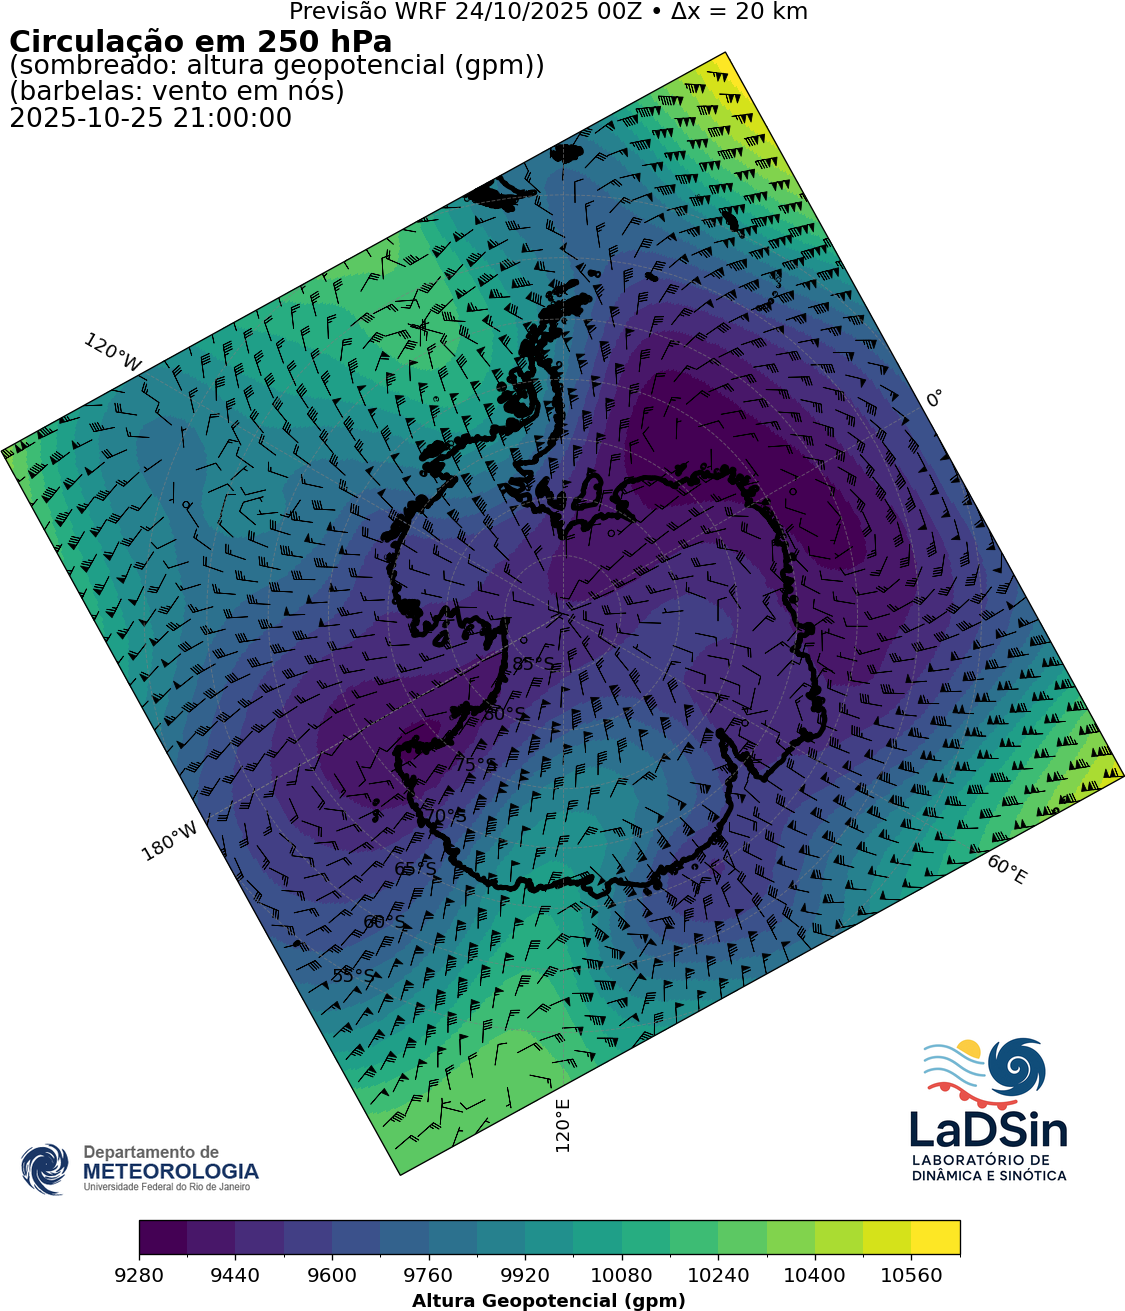 Previsão WRF 24/10/2025 00Z • Δx = 20 km
Circulação em 250 hPa
(sombreado: altura geopotencial (gpm))
(barbelas: vento em nós)
2025-10-25 21:00:00
120°W
0°
85°S
80°S
75°S
70°S
180°W
65°S
60°E
60°S
55°S
120°E
LaDSin
LABORATÓRIO DE
DINÂMICA E SINÓTICA
Departamento de
METEOROLOGIA
Universidade Federal do Rio de Janeiro
9280 9440 9600 9760 9920 10080 10240 10400 10560
Altura Geopotencial (gpm)